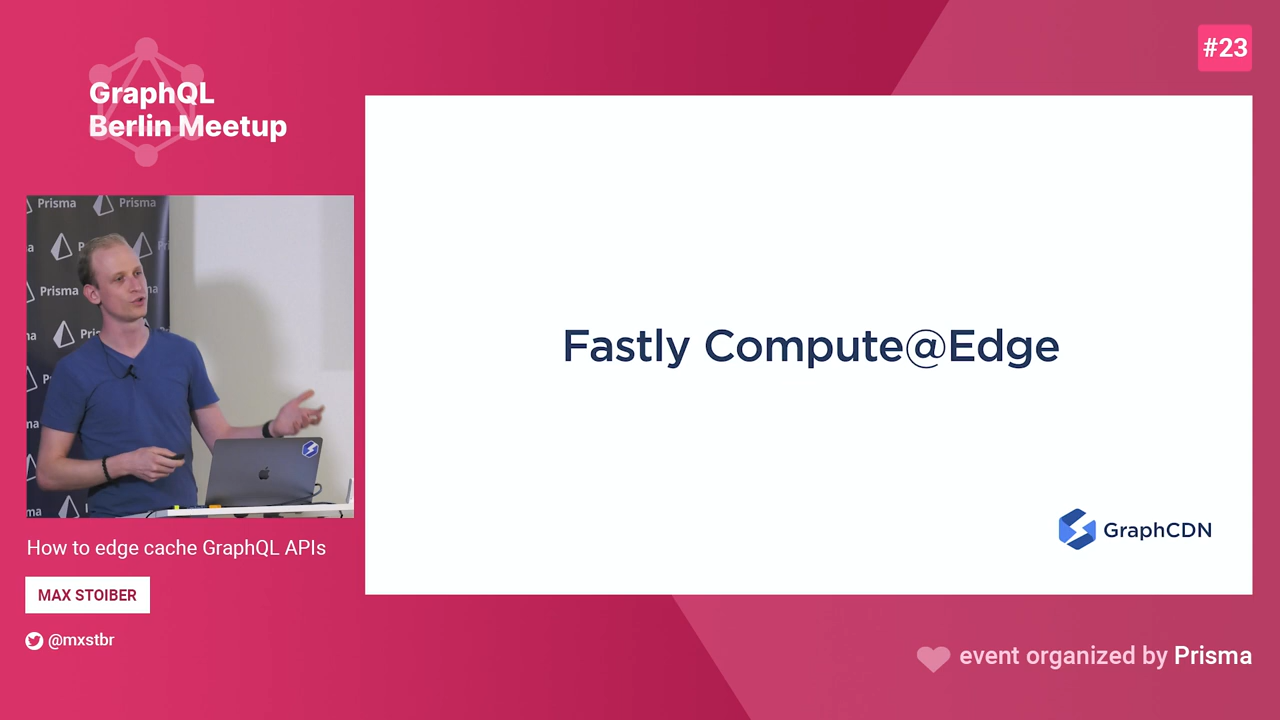 #23
GraphQL
Berlin Meetup
Prisma
Prisma
Prisma
Fastly Compute@Edge
GraphCDN
How to edge cache GraphQL APIs
MAX STOIBER
@mxstbr
event organized by Prisma